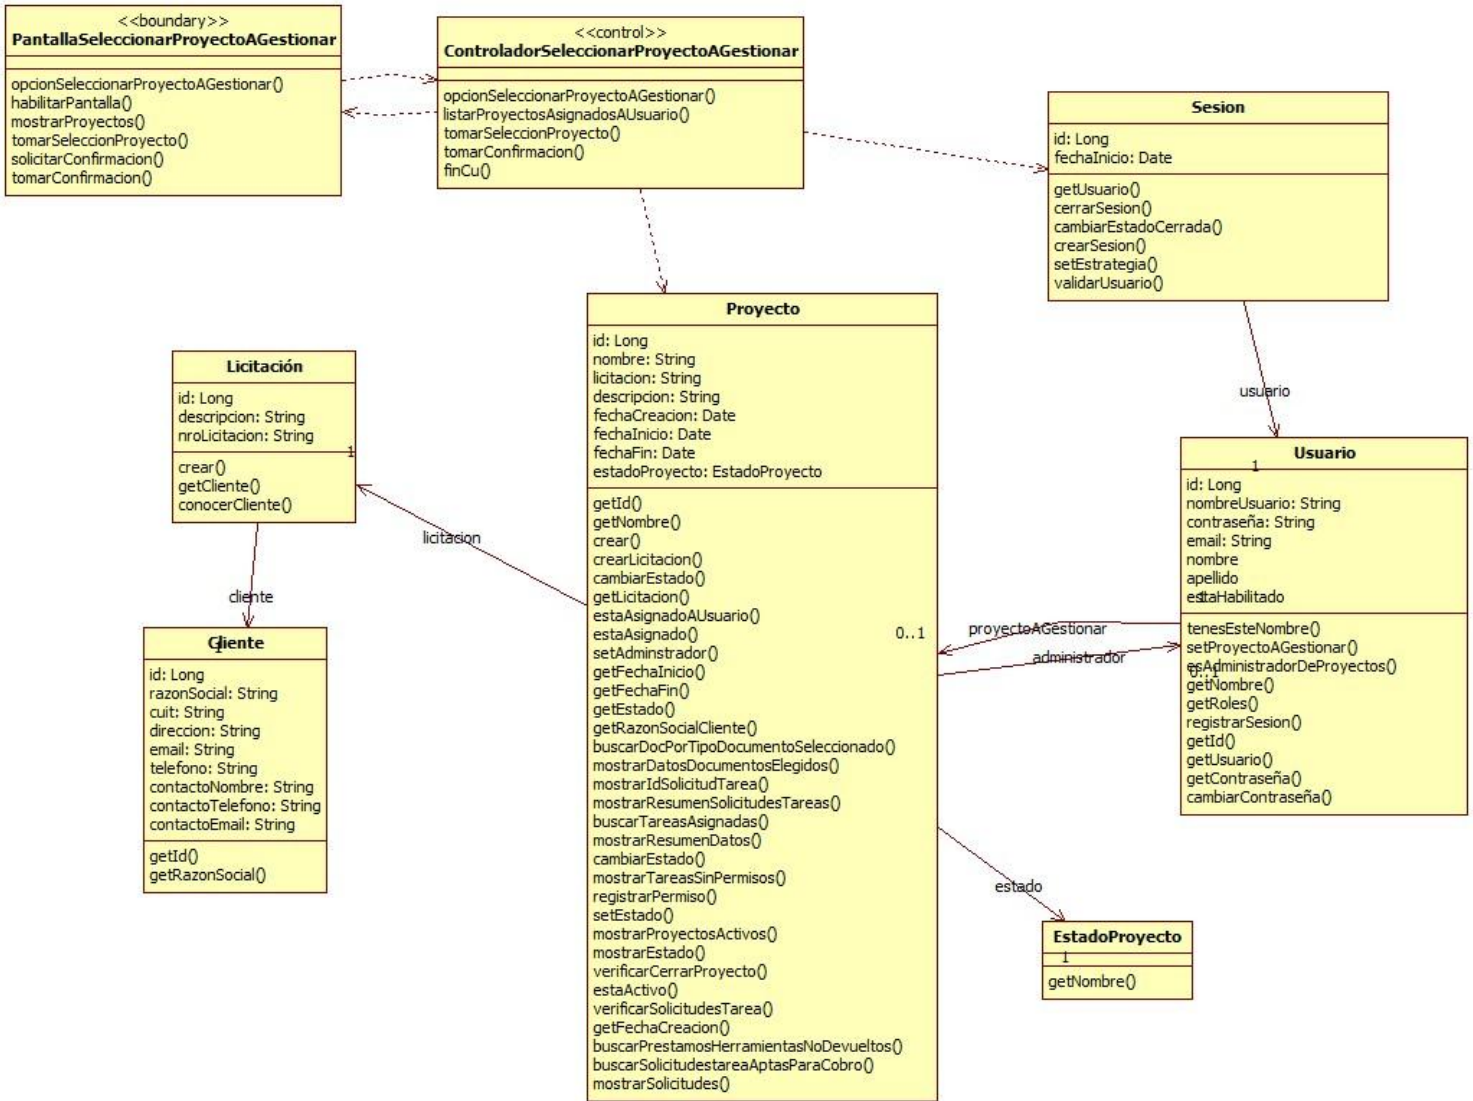 <<boundary>>
PantallaSeleccionarProyectoAGestionar
opcionSeleccionarProyectoAGestionar()
habilitarPantalla()
mostrarProyectos()
tomarSeleccionProyecto()
solicitarConfirmacion()
tomarConfirmacion()
<<control>>
ControladorSeleccionarProyectoAGestionar
opcionSeleccionarProyectoAGestionar()
listarProyectosAsignadosAUsuario()
tomarSeleccionProyecto()
tomarConfirmacion()
finCu()
Sesion
id: Long
fechaInicio: Date
getUsuario()
cerrarSesion()
cambiarEstadoCerrada()
crearSesion()
setEstrategia()
validarUsuario()
usuario
1
Licitación
id: Long
descripcion: String
nroLicitacion: String
1
crear()
getCliente()
conocerCliente()
licitacion
cliente
1
Cliente
id: Long
razonSocial: String
cuit: String
direccion: String
email: String
telefono: String
contactoNombre: String
contactoTelefono: String
contactoEmail: String
getId()
getRazonSocial()
Proyecto
id: Long
nombre: String
licitacion: String
descripcion: String
fechaCreacion: Date
fechaInicio: Date
fechaFin: Date
estadoProyecto: EstadoProyecto
getId()
getNombre()
crear()
crearLicitacion()
cambiarEstado()
getLicitacion()
estaAsignadoAUsuario()
estaAsignado()
setAdminstrador()
getFechaInicio()
getFechaFin()
getEstado()
getRazonSocialCliente()
buscarDocPorTipoDocumentoSeleccionado()
mostrarDatosDocumentosElegidos()
mostrarIdSolicitudTarea()
mostrarResumenSolicitudesTareas()
buscarTareasAsignadas()
mostrarResumenDatos()
cambiarEstado()
mostrarTareasSinPermisos()
registrarPermiso()
setEstado()
mostrarProyectosActivos()
mostrarEstado()
verificarCerrarProyecto()
estaActivo()
verificarSolicitudesTarea()
getFechaCreacion()
buscarPrestamosHerramientasNoDevueltos()
buscarSolicitudestareaAptasParaCobro()
mostrarSolicitudes()
0..1
proyectoAGestionar
administrador
Usuario
id: Long
nombreUsuario: String
contraseña: String
email: String
nombre
apellido
estaHabilitado
1
tenesEsteNombre()
setProyectoAGestionar()
esAdministradorDeProyectos()
0..1
getNombre()
getRoles()
registrarSesion()
getId()
getUsuario()
getContraseña()
cambiarContraseña()
estado
EstadoProyecto
1
getNombre()